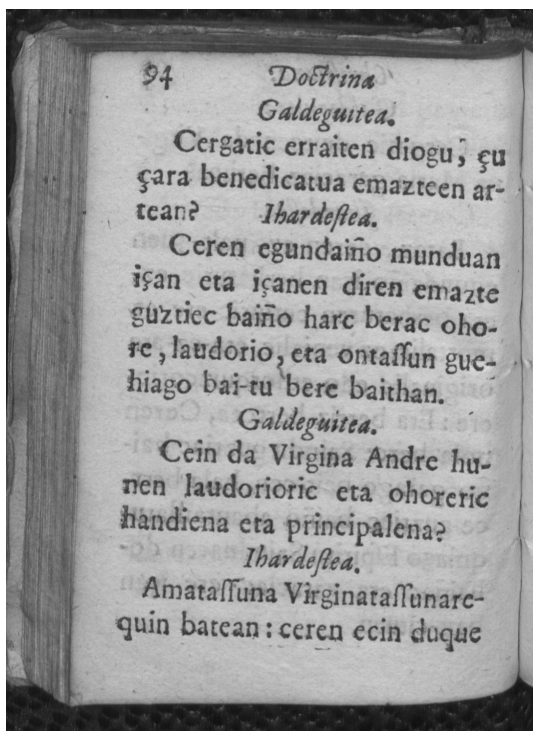 94 Doctrina
Galdeguitea.
Cergatic erraiten diogu, çu
çara benedicatua emazteen ar-
tean? Ihardeſtea.
Ceren egundaiño munduan
içan eta içanen diren emazte
guztiec baiño harc berac oho-
re, laudorio, eta ontaſſun gue-
hiago bai-tu bere baithan.
Galdeguitea.
Cein da Virgina Andre hu-
nen laudorioric eta ohoreric
handiena eta principalena?
Ihardeſtea.
Amataſſuna Virginataſſunare-
quin batean : ceren ecin duque